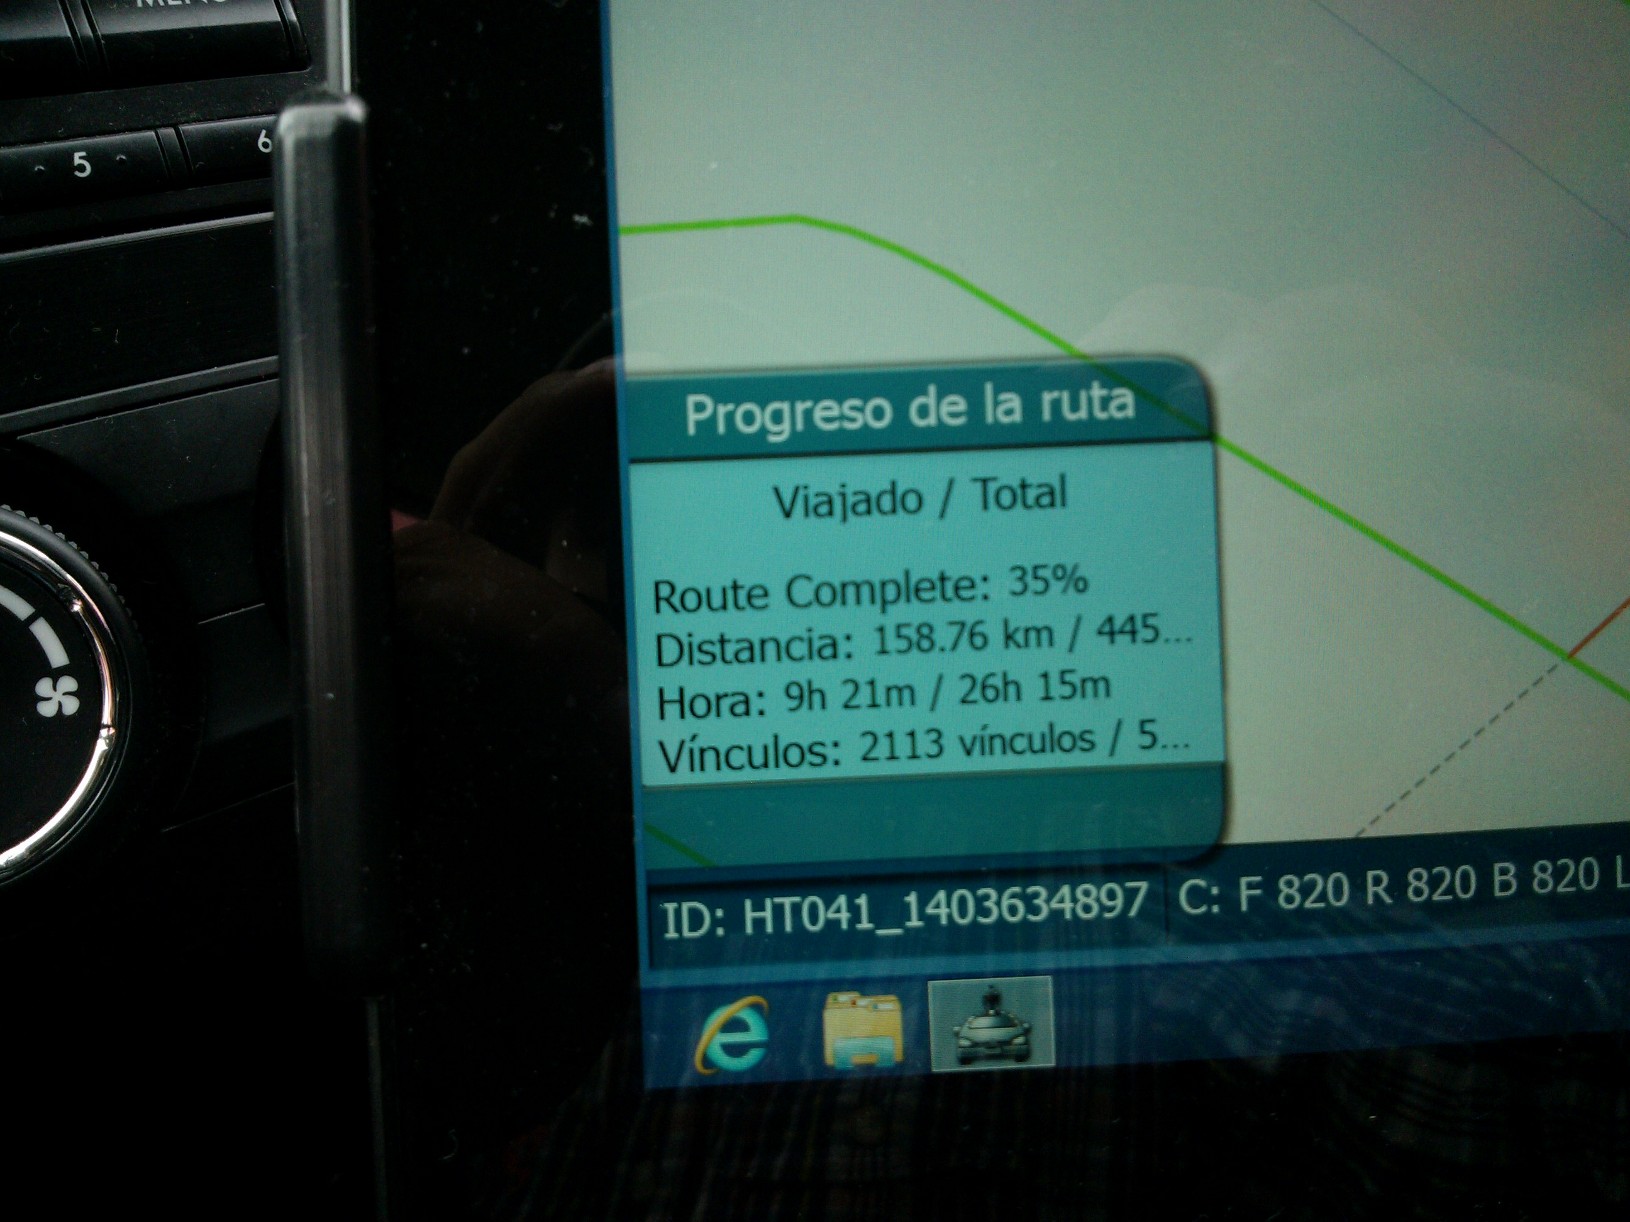 MENU
5
6
Progreso de la ruta
Viajado / Total
Route Complete: 35%
Distancia: 158.76 km / 445...
Hora: 9h 21m / 26h 15m
Vínculos: 2113 vínculos / 5...
ID: HT041_1403634897
C: F 820 R 820 B 820 L